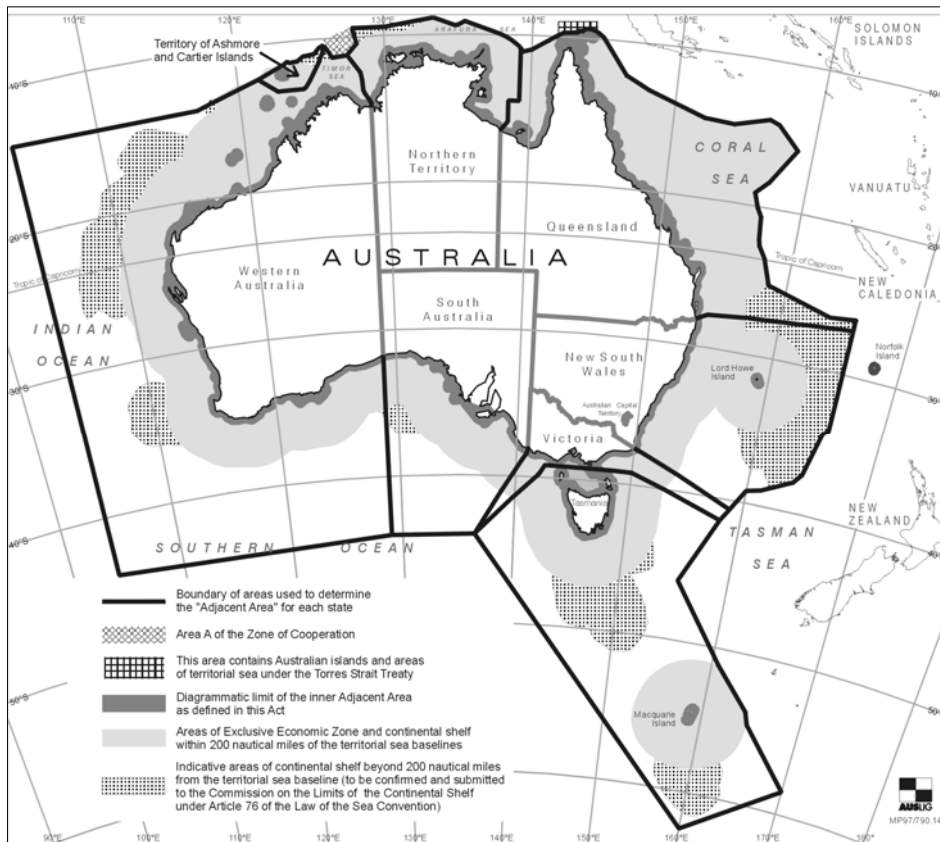 110°E
120°E
130°E
140°E
150°E
160°E
SOLOMON
ISLANDS
Territory of Ashmore
and Cartier Islands
ARAFURA SEA
TIMOR
SEA
10°S
10°S
CORAL
SEA
Northern
Territory
VANUATU
Queensland
20°S
20°S
AUSTRALIA
Tropic of Capricorn
Tropic of Capricorn
Western
Australia
NEW
CALEDONIA
South
Australia
INDIAN
OCEAN
Norfolk
Island
New South
Wales
Lord Howe
Island
30°S
30°S
Australian Capital
Territory
Victoria
Tasmania
NEW
ZEALAND
TASMAN
SEA
40°S
40°S
SOUTHERN OCEAN
Boundary of areas used to determine
the "Adjacent Area" for each state
Area A of the Zone of Cooperation
This area contains Australian islands and areas
of territorial sea under the Torres Strait Treaty
Diagrammatic limit of the inner Adjacent Area
as defined in this Act
Areas of Exclusive Economic Zone and continental shelf
within 200 nautical miles of the territorial sea baselines
Indicative areas of continental shelf beyond 200 nautical miles
from the territorial sea baseline (to be confirmed and submitted
to the Commission on the Limits of the Continental Shelf
under Article 76 of the Law of the Sea Convention)
50°S
50°S
Macquarie
Island
AUSLIG
MP97/790.14
90°E
100°E
110°E
120°E
130°E
140°E
150°E
160°E
170°E
180°